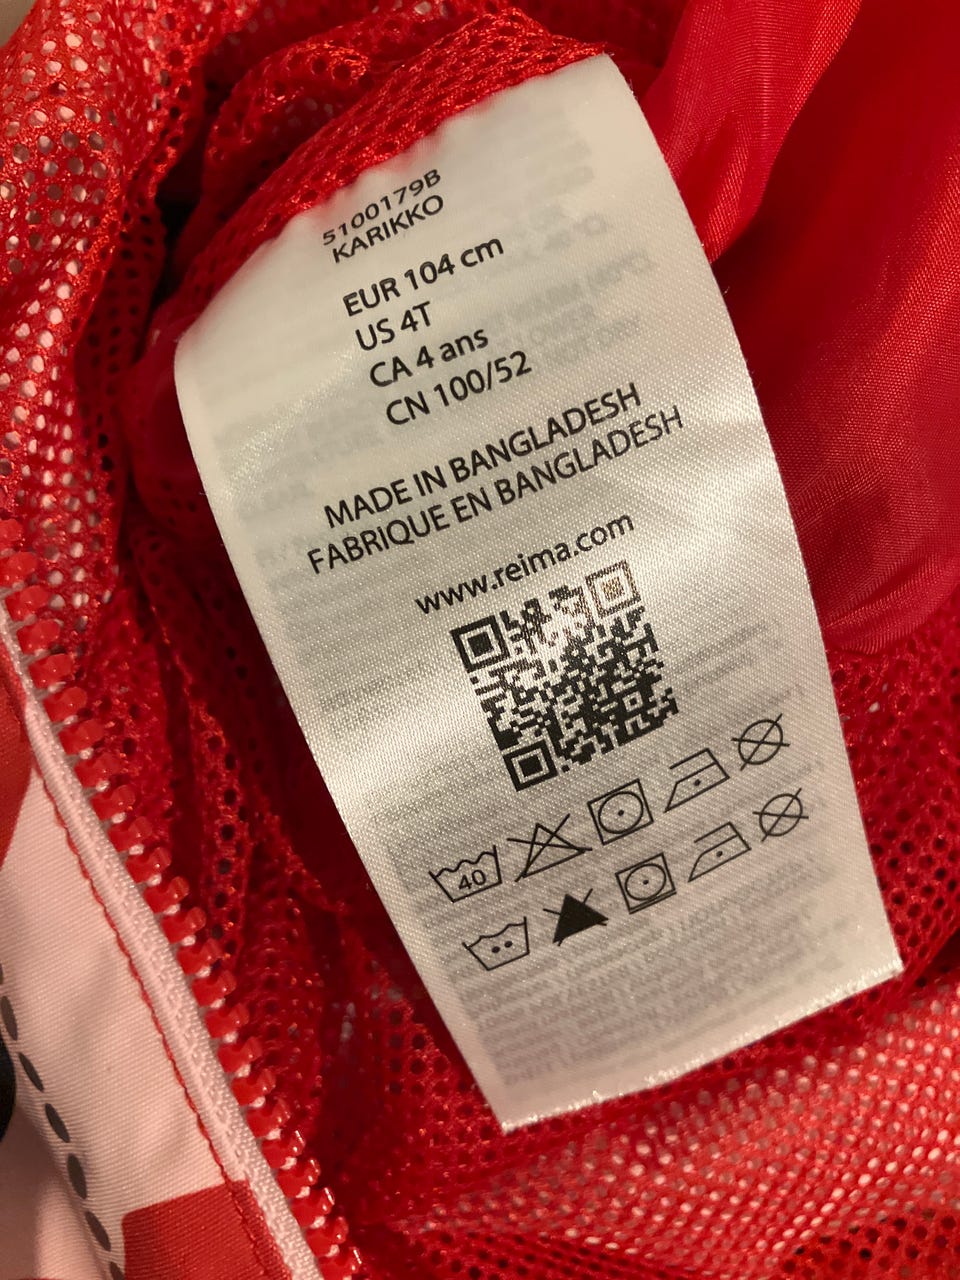 5100179B
KARIKKO
EUR 104 cm
US 4T
CA 4 ans
CN 100/52
MADE IN BANGLADESH
FABRIQUE EN BANGLADESH
www.reima.com
40